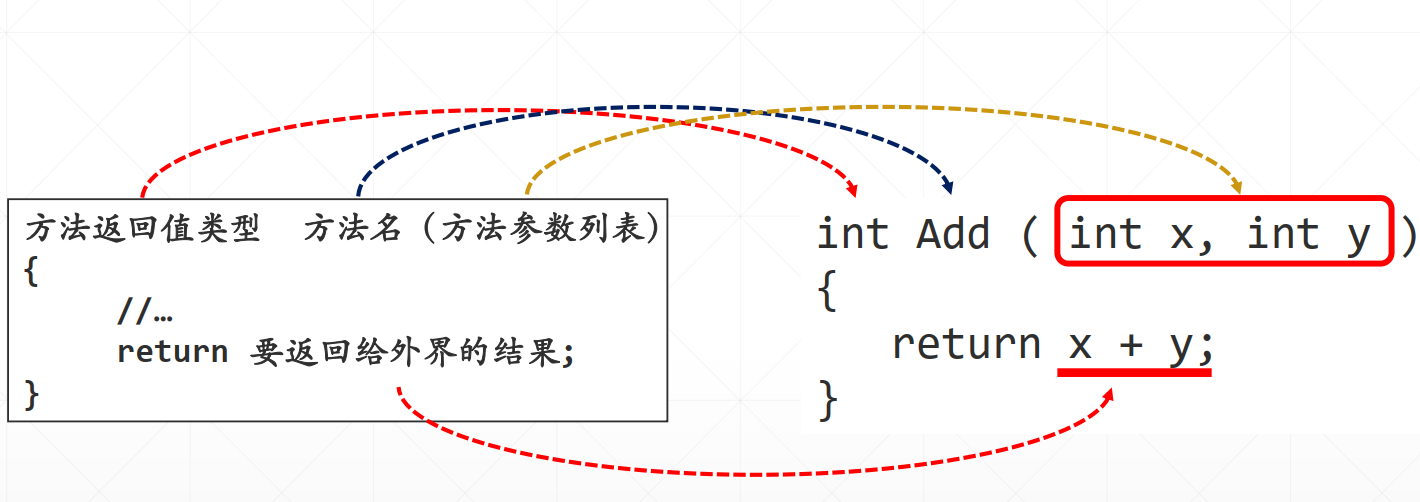 方法返回值类型 方法名（方法参数列表）
{
//…
return 要返回给外界的结果;
}
int Add ( int x, int y )
{
return x + y;
}